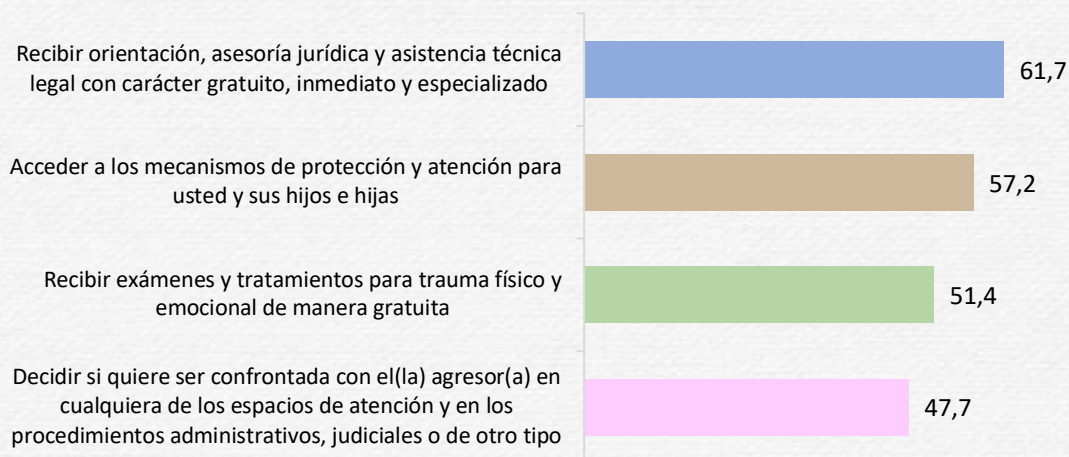 Recibir orientación, asesoría jurídica y asistencia técnica
legal con carácter gratuito, inmediato y especializado
61,7
Acceder a los mecanismos de protección y atención para
usted y sus hijos e hijas
57,2
Recibir exámenes y tratamientos para trauma físico y
emocional de manera gratuita
51,4
Decidir si quiere ser confrontada con el(la) agresor(a) en
cualquiera de los espacios de atención y en los
procedimientos administrativos, judiciales o de otro tipo
47,7